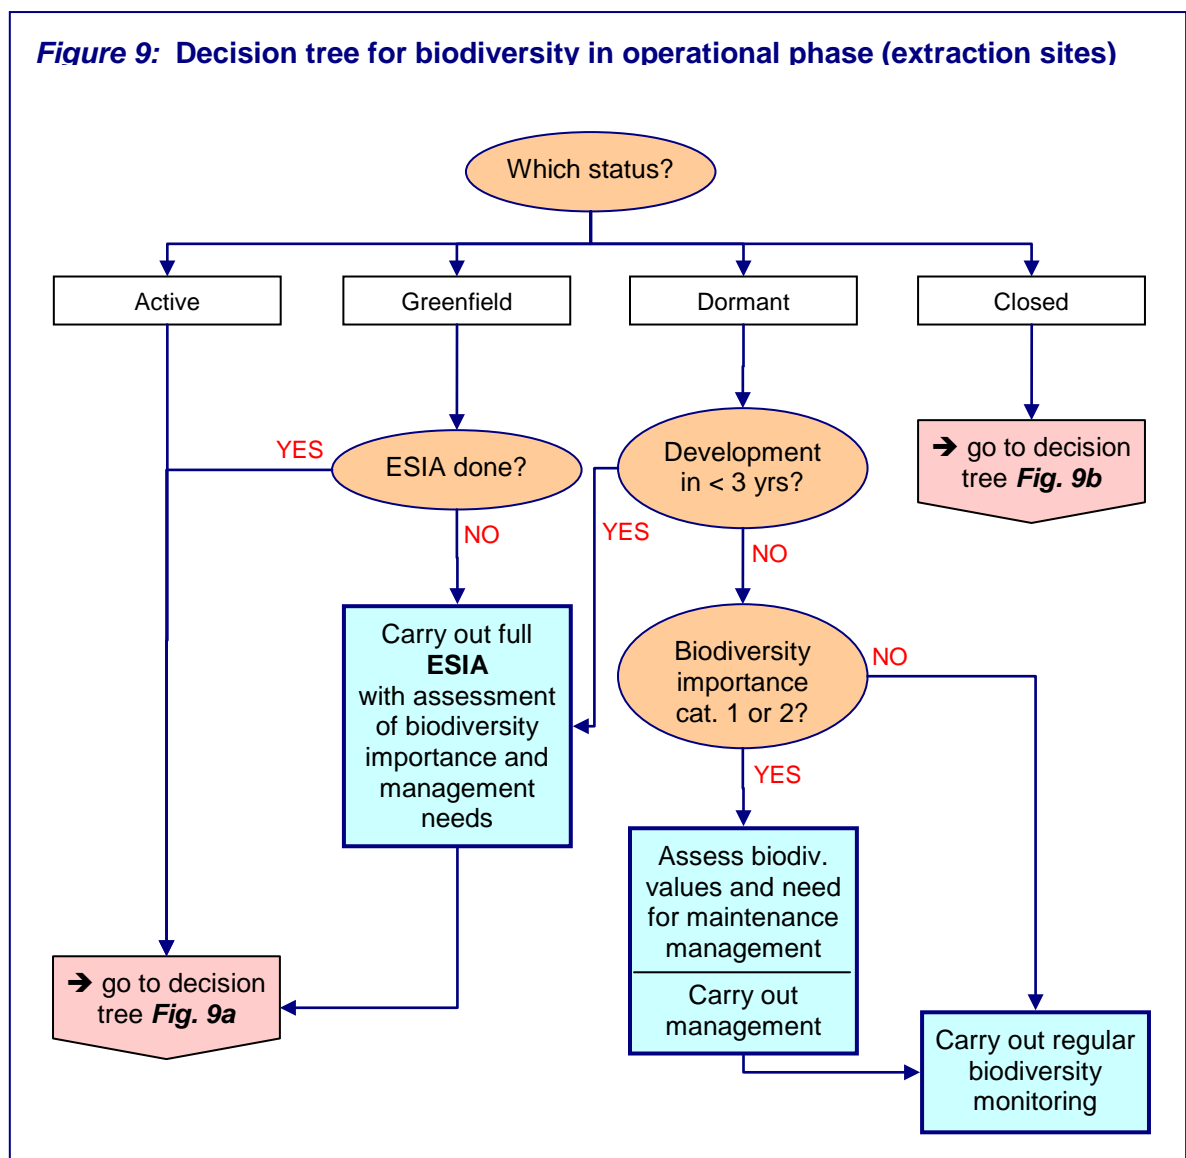 Figure 9: Decision tree for biodiversity in operational phase (extraction sites)
Which status?
Active
Greenfield
Dormant
Closed
YES
ESIA done?
NO
Development
in < 3 yrs?
YES
NO
➔ go to decision
tree Fig. 9b
Carry out full
ESIA
with assessment
of biodiversity
importance and
management
needs
Biodiversity
importance
cat. 1 or 2?
NO
YES
Assess biodiv.
values and need
for maintenance
management
Carry out
management
➔ go to decision
tree Fig. 9a
Carry out regular
biodiversity
monitoring